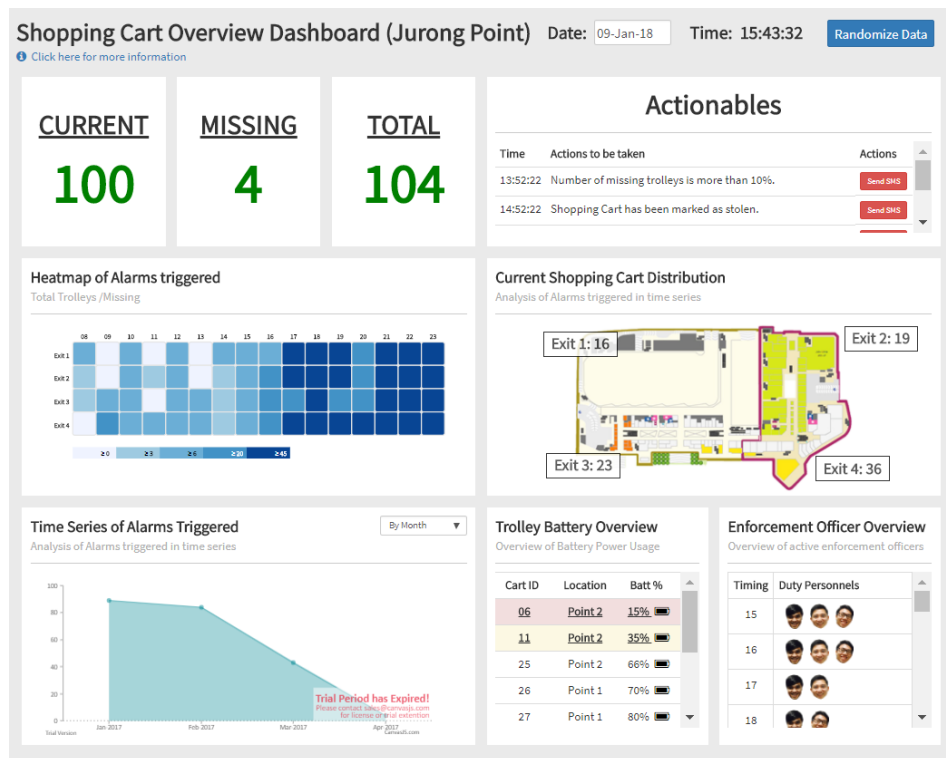 Shopping Cart Overview Dashboard (Jurong Point) Date: 09-Jan-18 Time: 15:43:32 Randomize Data
Click here for more information
CURRENT MISSING TOTAL
100 4 104
Actionables
Time Actions to be taken Actions
13:52:22 Number of missing trolleys is more than 10%. Send SMS
14:52:22 Shopping Cart has been marked as stolen. Send SMS
Heatmap of Alarms triggered
Total Trolleys /Missing
08 09 10 11 12 13 14 15 16 17 18 19 20 21 22 23
Exit 1
Exit 2
Exit 3
Exit 4
≥ 0 ≥ 3 ≥ 6 ≥ 20 ≥ 45
Current Shopping Cart Distribution
Analysis of Alarms triggered in time series
Exit 1: 16 Exit 2: 19
Exit 3: 23 Exit 4: 36
Time Series of Alarms Triggered By Month
Analysis of Alarms triggered in time series
100
80
60
40
20
0
Trial Period has Expired!
Please contact sales@canvasjs.com
for license or trial extention
Jan 2017 Feb 2017 Mar 2017 Apr 2017
Trial Version CanvasJS.com
Trolley Battery Overview
Overview of Battery Power Usage
Cart ID Location Batt %
06 Point 2 15%
11 Point 2 35%
25 Point 2 66%
26 Point 1 70%
27 Point 1 80%
Enforcement Officer Overview
Overview of active enforcement officers
Timing Duty Personnels
15
16
17
18